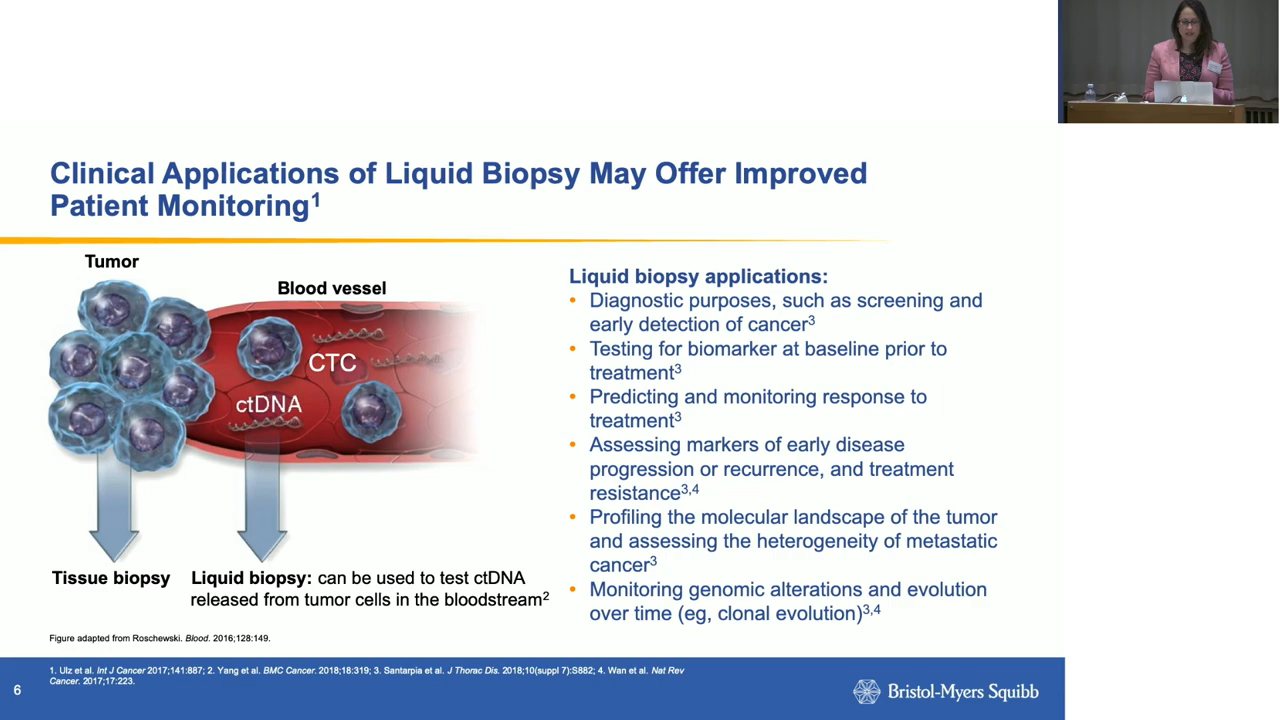 Clinical Applications of Liquid Biopsy May Offer Improved
Patient Monitoring1
Tumor
Blood vessel
CTC
ctDNA
Tissue biopsy
Liquid biopsy: can be used to test ctDNA
released from tumor cells in the bloodstream2
Liquid biopsy applications:
• Diagnostic purposes, such as screening and
early detection of cancer3
• Testing for biomarker at baseline prior to
treatment3
• Predicting and monitoring response to
treatment3
• Assessing markers of early disease
progression or recurrence, and treatment
resistance3,4
• Profiling the molecular landscape of the tumor
and assessing the heterogeneity of metastatic
cancer3
• Monitoring genomic alterations and evolution
over time (eg, clonal evolution)3,4
Figure adapted from Roschewski. Blood. 2016;128:149.
1. Ulz et al. Int J Cancer 2017;141:887; 2. Yang et al. BMC Cancer. 2018;18:319; 3. Santarpia et al. J Thorac Dis. 2018;10(suppl 7):S882; 4. Wan et al. Nat Rev
Cancer. 2017;17:223.
6
Bristol-Myers Squibb